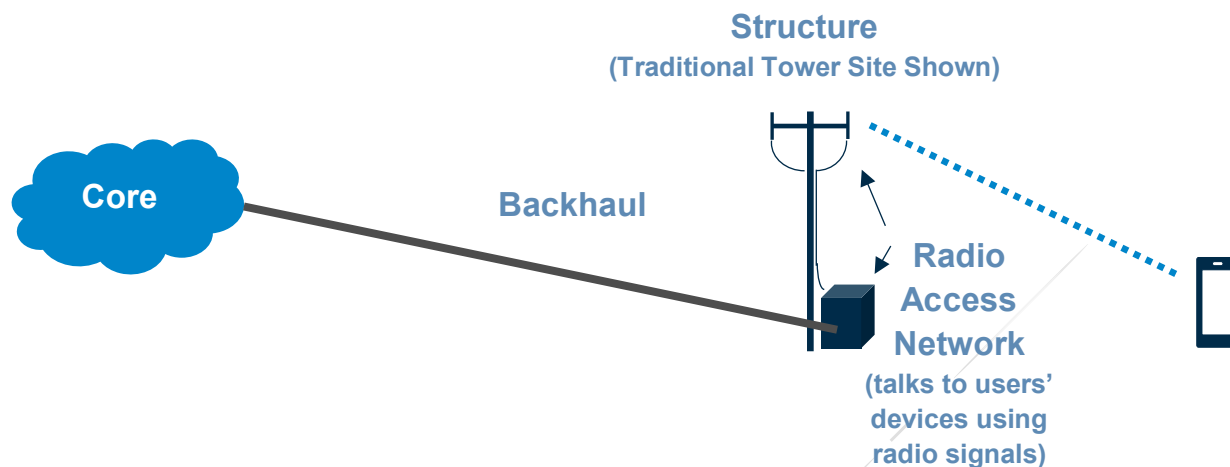 Structure
(Traditional Tower Site Shown)
Core
Backhaul
Radio
Access
Network
(talks to users’
devices using
radio signals)